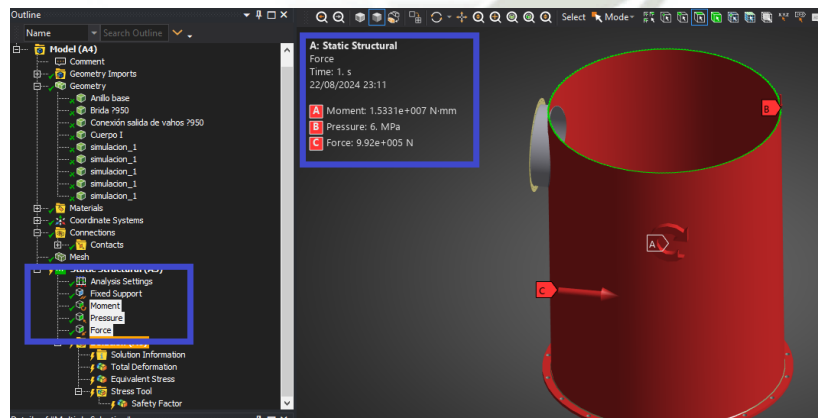 Outline
Name Search Outline
Model (A4)
Comment
Geometry Imports
Geometry
Anillo base
Brida ?950
Conexión salida de vahos ?950
Cuerpo I
simulacion_1
simulacion_1
simulacion_1
simulacion_1
simulacion_1
Materials
Coordinate Systems
Connections
Contacts
Mesh
Static Structural (A5)
Analysis Settings
Fixed Support
Moment
Pressure
Force
Solution Information
Total Deformation
Equivalent Stress
Stress Tool
Safety Factor
Select Mode
A: Static Structural
Force
Time: 1. s
22/08/2024 23:11
A Moment: 1.5331e+007 N·mm
B Pressure: 6. MPa
C Force: 9.92e+005 N
B
A
C